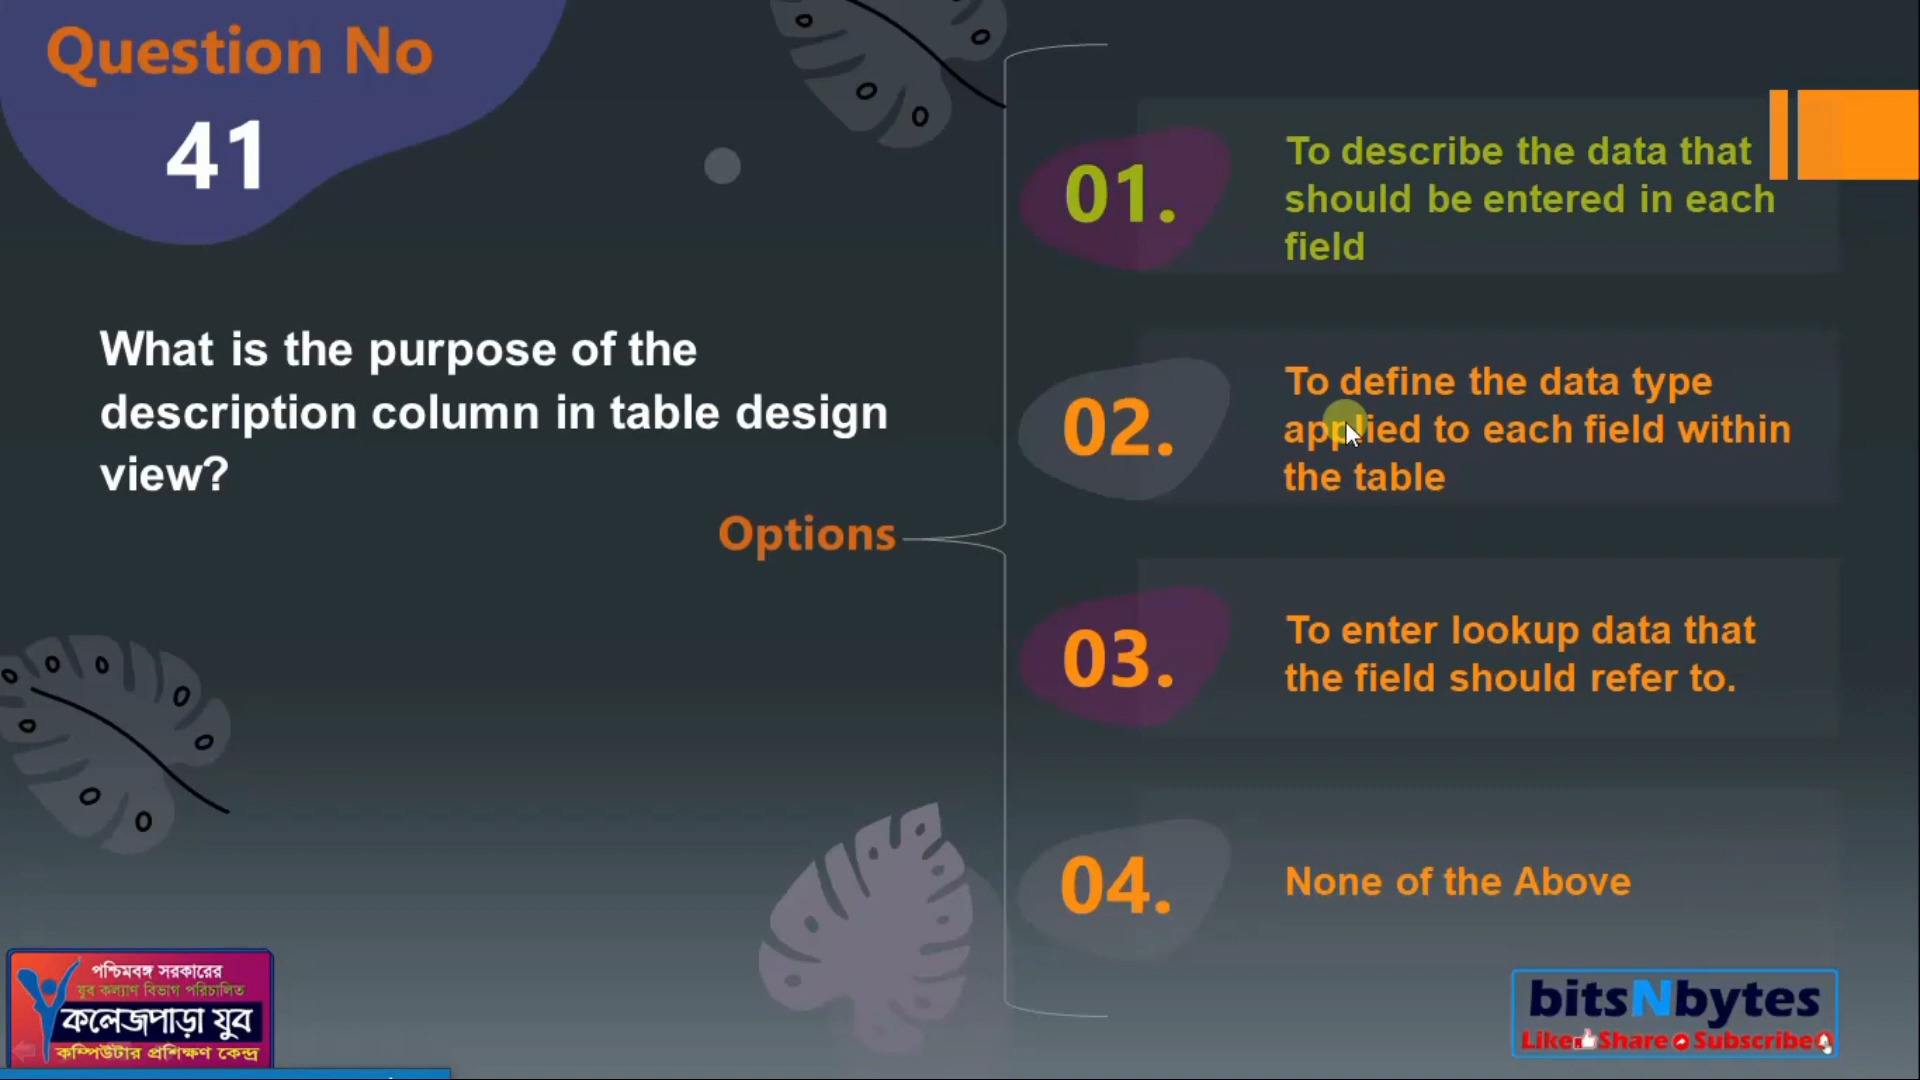 Question No
41
What is the purpose of the
description column in table design
view?
Options
01.
To describe the data that
should be entered in each
field
02.
To define the data type
applied to each field within
the table
03.
To enter lookup data that
the field should refer to.
04.
None of the Above
পশ্চিমবঙ্গ সরকারের
যুব কল্যাণ বিভাগ পরিচালিত
কলেজপাড়া যুব
কম্পিউটার প্রশিক্ষণ কেন্দ্র
bitsNbytes
Like Share Subscribe